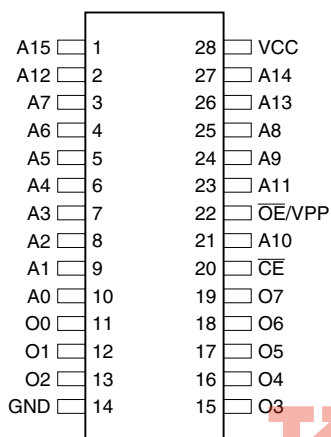 A15 1 28 VCC
A12 2 27 A14
A7 3 26 A13
A6 4 25 A8
A5 5 24 A9
A4 6 23 A11
A3 7 22 OE/VPP
A2 8 21 A10
A1 9 20 CE
A0 10 19 O7
O0 11 18 O6
O1 12 17 O5
O2 13 16 O4
GND 14 15 O3